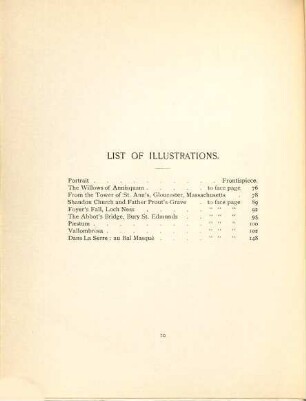 LIST OF ILLUSTRATIONS.
Portrait . . . . . . . Frontispiece.
The Willows of Annisquam . . . . to face page 76
From the Tower of St. Ann's, Gloucester, Massachusetts . 78
Shandon Church and Father Prout's Grave . to face page 89
Foyer's Fall, Loch Ness . . . . " " " 92
The Abbot's Bridge, Bury St. Edmunds . . " " " 95
Pæstum . . . . . . " " " 100
Vallombrosa . . . . . . " " " 101
Dans La Serre: au Bal Masqué . . . " " " 148